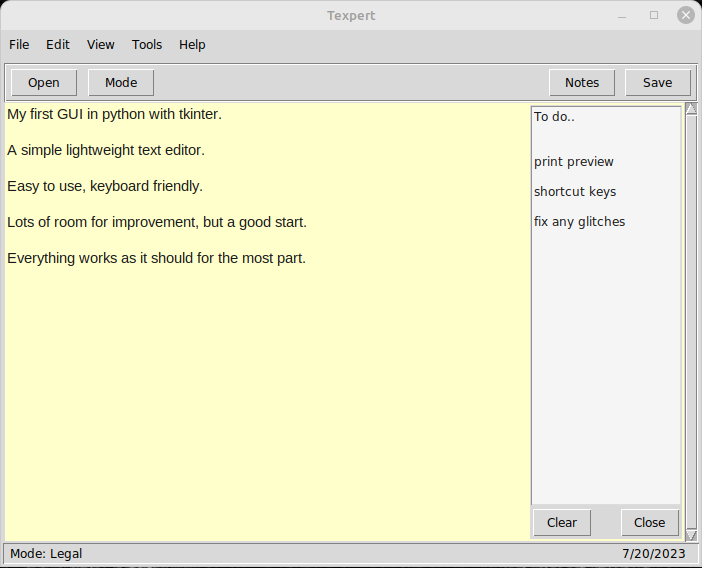 Texpert
File Edit View Tools Help
Open Mode Notes Save
My first GUI in python with tkinter.
A simple lightweight text editor.
Easy to use, keyboard friendly.
Lots of room for improvement, but a good start.
Everything works as it should for the most part.
To do..
print preview
shortcut keys
fix any glitches
Clear Close
Mode: Legal 7/20/2023